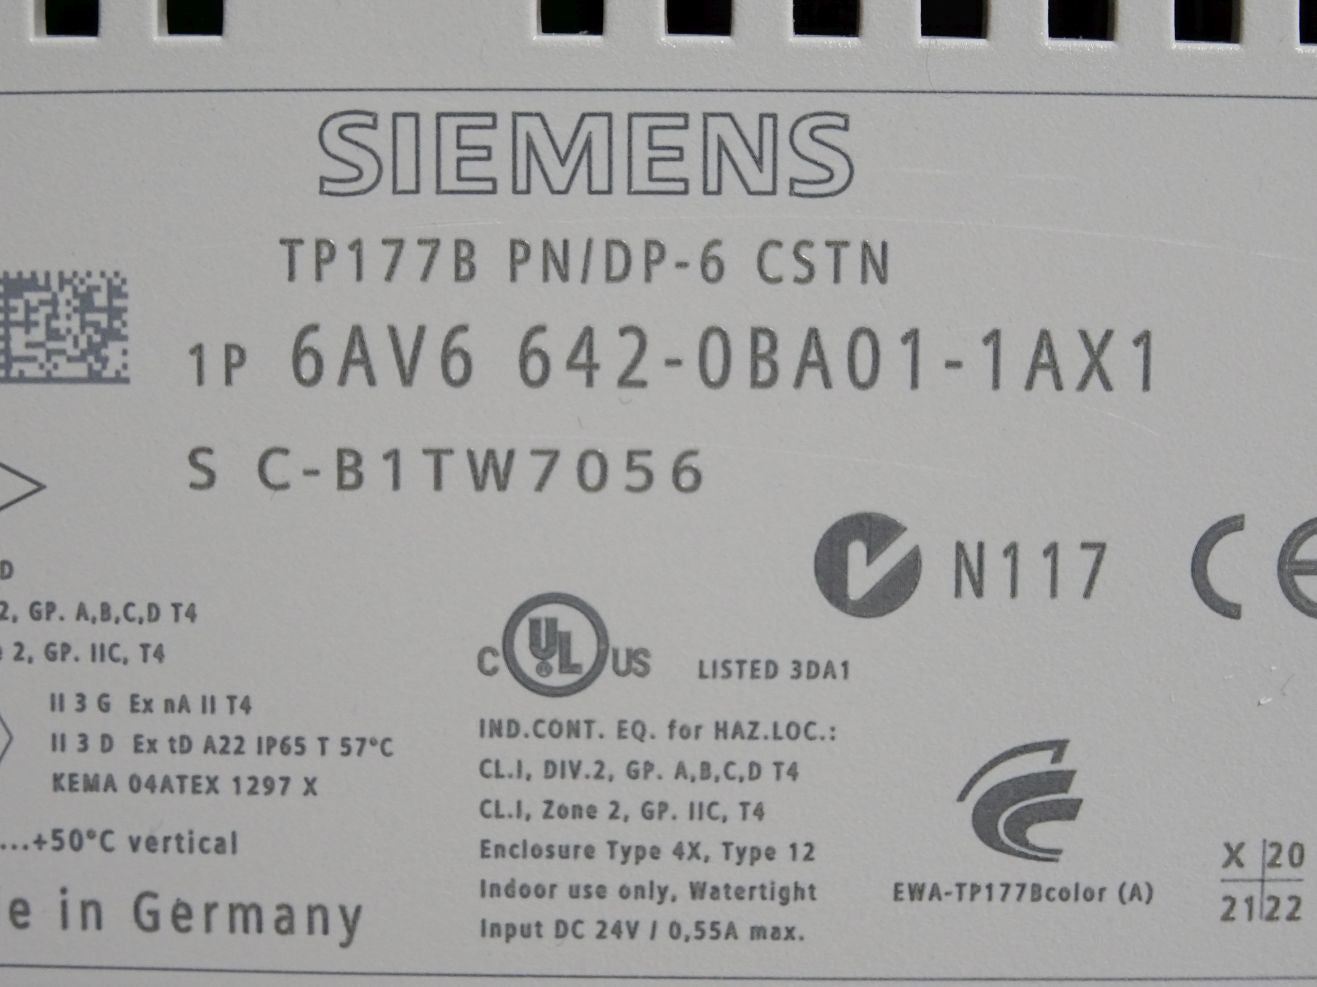 SIEMENS
TP177B PN/DP-6 CSTN
1P 6AV6 642-0BA01-1AX1
S C-B1TW7056
N117 CE
D
2, GP. A,B,C,D T4
2, GP. IIC, T4
C UL US LISTED 3DA1
II 3 G Ex nA II T4
II 3 D Ex tD A22 IP65 T 57°C
KEMA 04ATEX 1297 X
...+50°C vertical
e in Germany
IND.CONT. EQ. for HAZ.LOC.:
CL.I, DIV.2, GP. A,B,C,D T4
CL.I, Zone 2, GP. IIC, T4
Enclosure Type 4X, Type 12
Indoor use only, Watertight
Input DC 24V / 0,55A max.
EWA-TP177Bcolor (A)
X 20
21 22